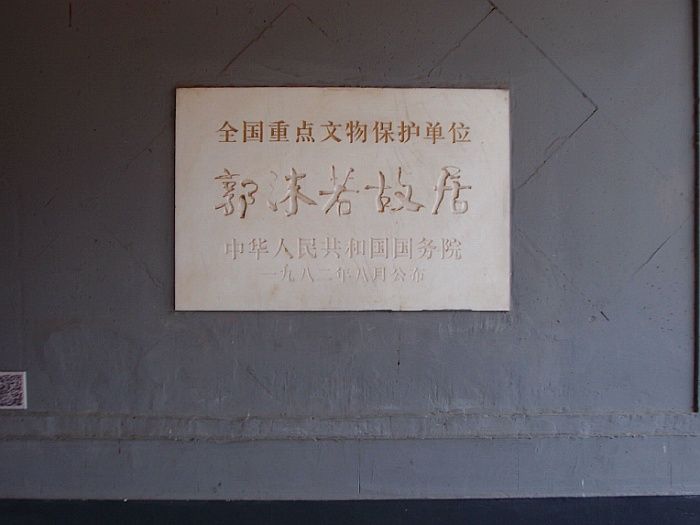 全国重点文物保护单位
郭沫若故居
中华人民共和国国务院
一九八二年八月公布